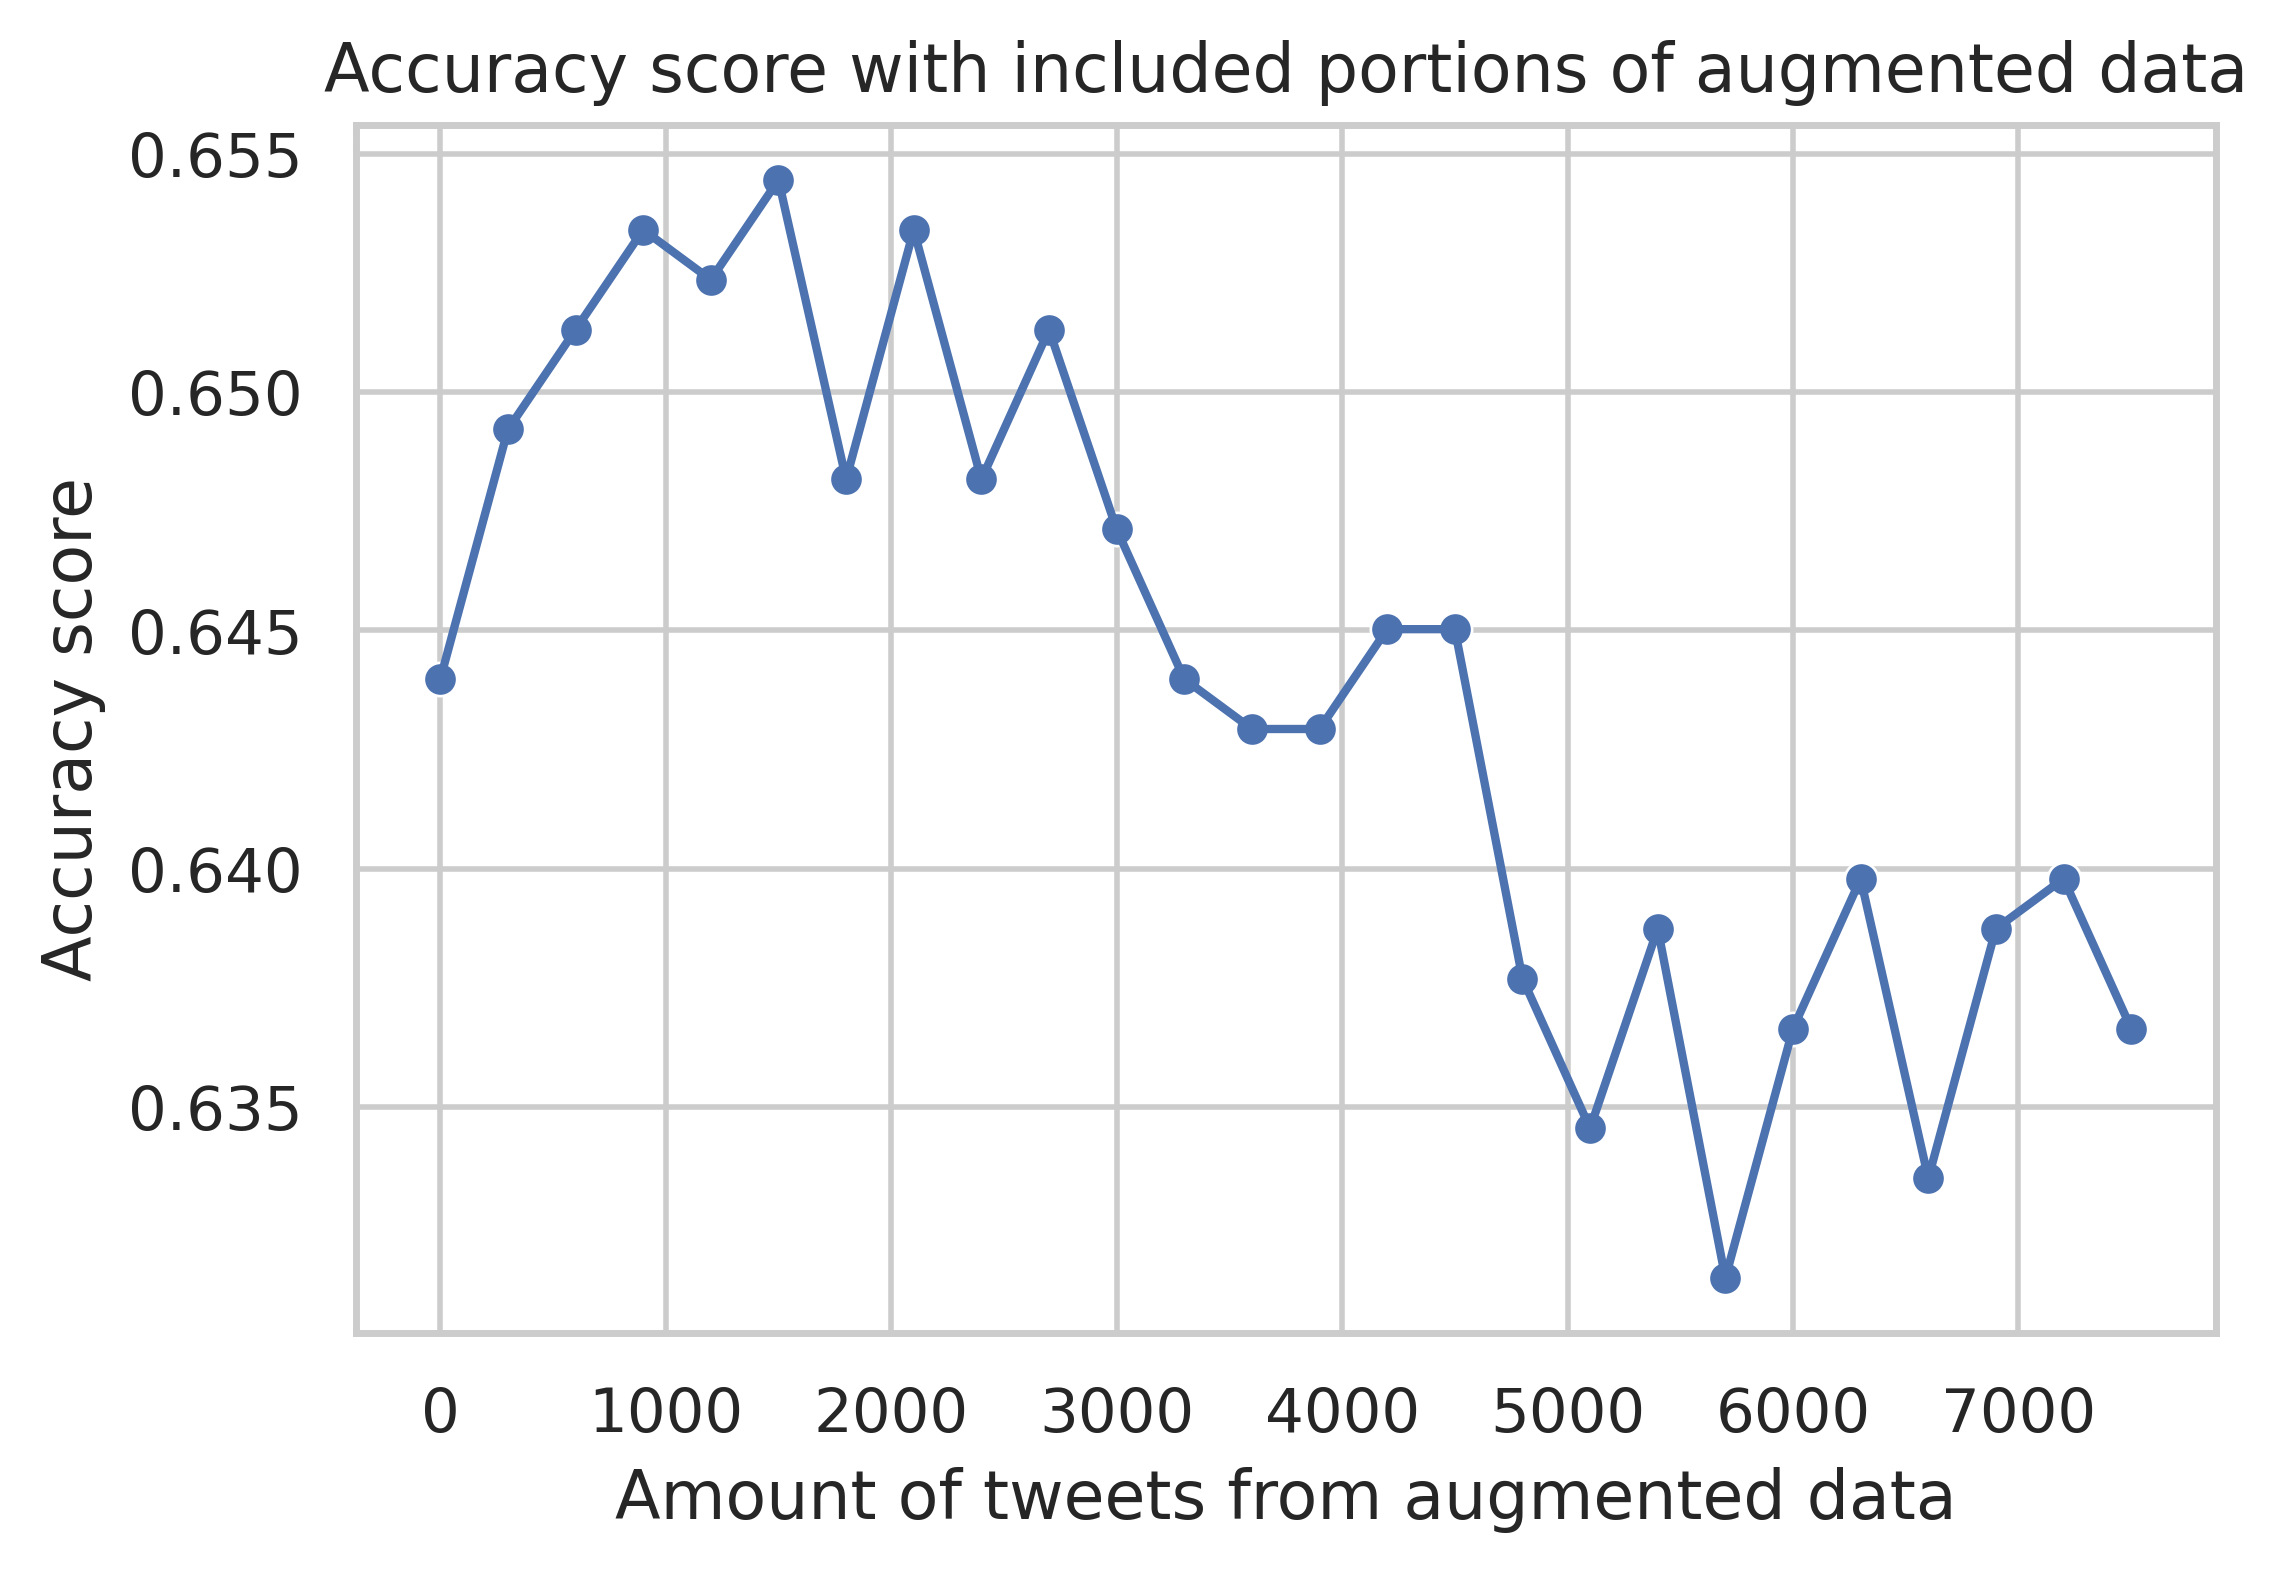 Accuracy score with included portions of augmented data
0.655
0.650
0.645
0.640
0.635
Accuracy score
0 1000 2000 3000 4000 5000 6000 7000
Amount of tweets from augmented data